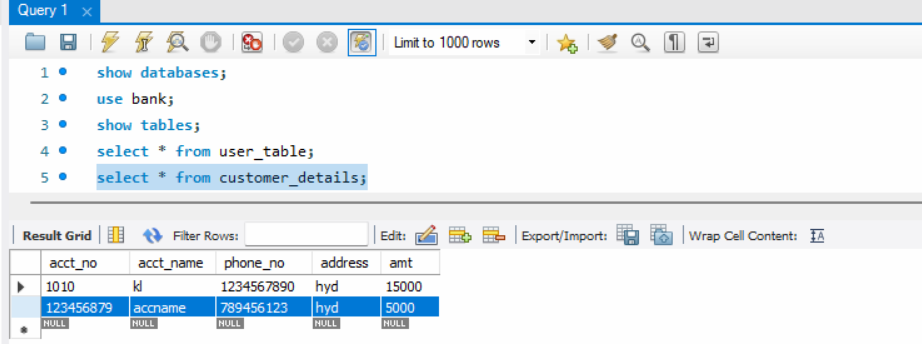 Query 1
Limit to 1000 rows
1 show databases;
2 use bank;
3 show tables;
4 select * from user_table;
5 select * from customer_details;
Result Grid Filter Rows: Edit: Export/Import: Wrap Cell Content: IA
acct_no acct_name phone_no address amt
1010 kl 1234567890 hyd 15000
123456879 accname 789456123 hyd 5000
NULL NULL NULL NULL NULL